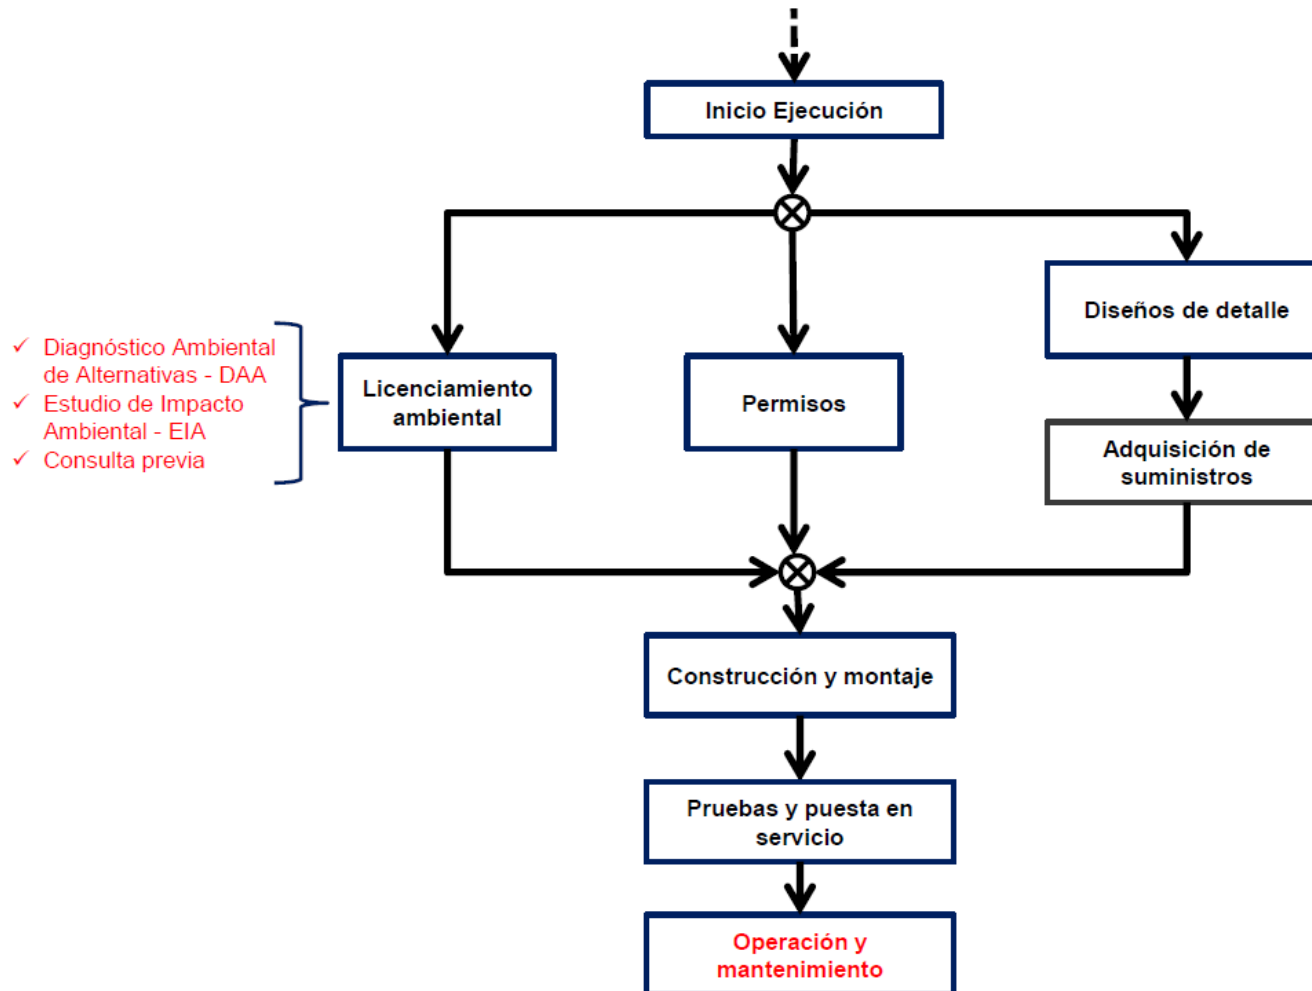 Inicio Ejecución
Diseños de detalle
✓ Diagnóstico Ambiental
de Alternativas - DAA
✓ Estudio de Impacto
Ambiental - EIA
✓ Consulta previa
Licenciamiento
ambiental
Permisos
Adquisición de
suministros
Construcción y montaje
Pruebas y puesta en
servicio
Operación y
mantenimiento